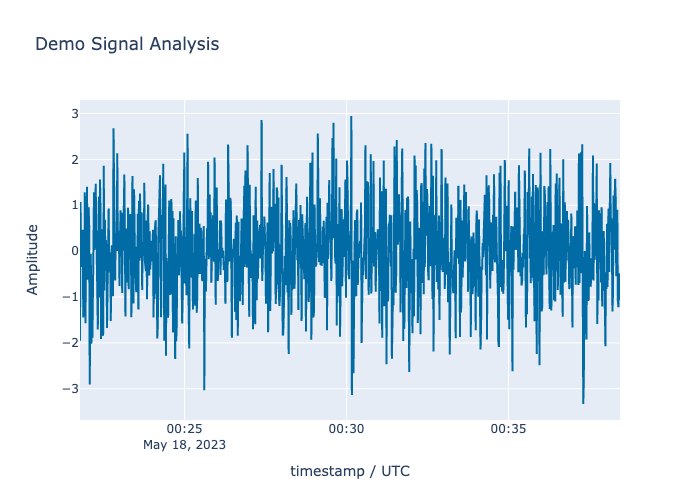 Demo Signal Analysis
3
2
1
0
−1
−2
−3
Amplitude
00:25
May 18, 2023
00:30
00:35
timestamp / UTC